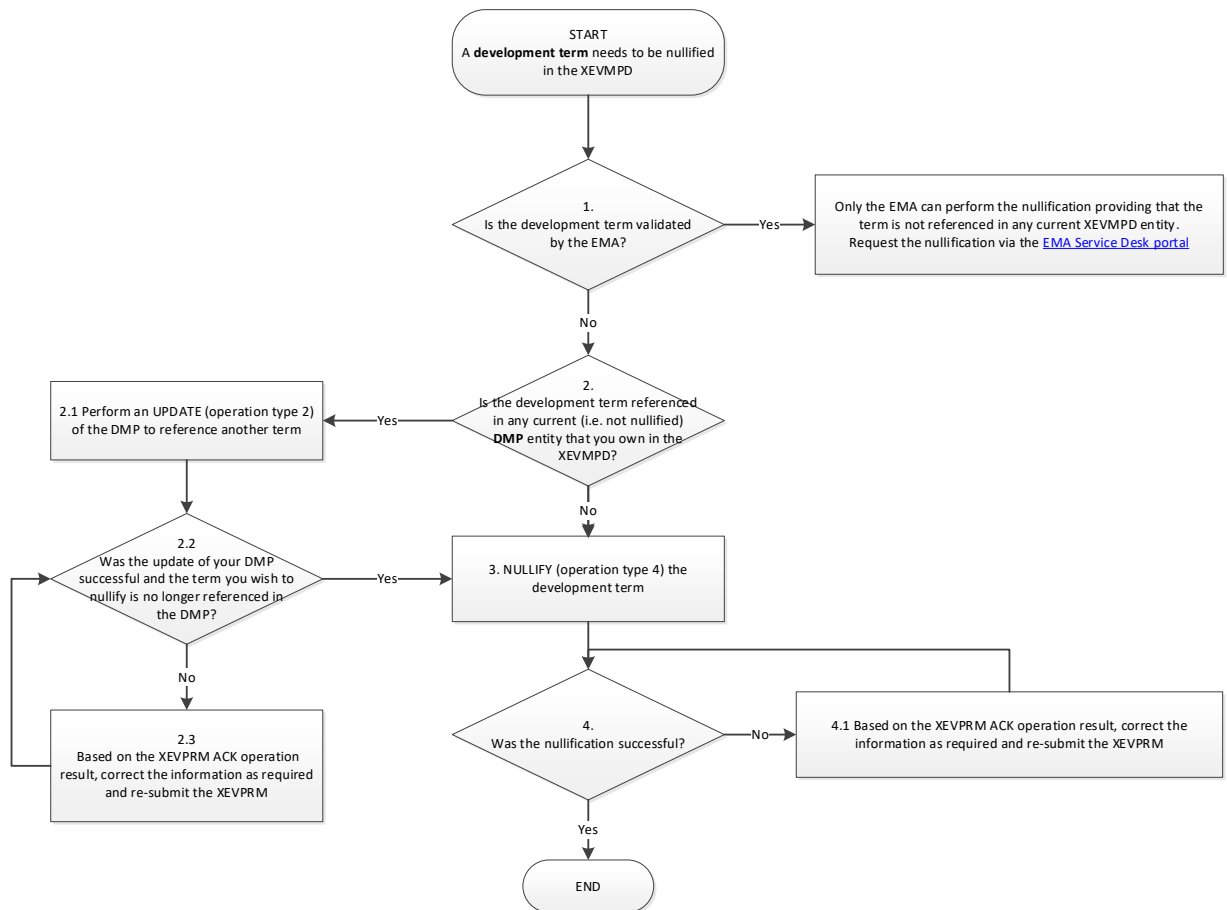 START
A development term needs to be nullified
in the XEVMPD
1.
Is the development term validated
by the EMA?
Yes
Only the EMA can perform the nullification providing that the
term is not referenced in any current XEVMPD entity.
Request the nullification via the EMA Service Desk portal
No
2.
Is the development term referenced
in any current (i.e. not nullified)
DMP entity that you own in the
XEVMPD?
Yes
2.1 Perform an UPDATE (operation type 2)
of the DMP to reference another term
No
2.2
Was the update of your DMP
successful and the term you wish to
nullify is no longer referenced in
the DMP?
Yes
3. NULLIFY (operation type 4) the
development term
No
2.3
Based on the XEVPRM ACK operation
result, correct the information as required
and re-submit the XEVPRM
4.
Was the nullification successful?
No
4.1 Based on the XEVPRM ACK operation result, correct the
information as required and re-submit the XEVPRM
Yes
END